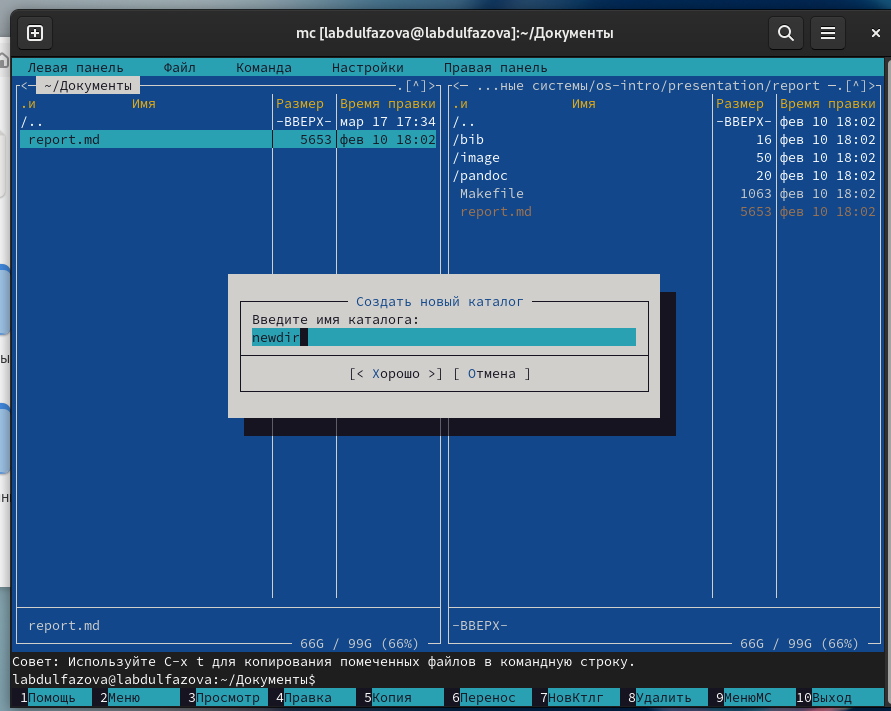 mc [labdulfazova@labdulfazova]:~/Документы
Левая панель Файл Команда Настройки Правая панель
<— ~/Документы —.[^]>
.и Имя Размер Время правки
/.. -ВВЕРХ- мар 17 17:34
report.md 5653 фев 10 18:02
<— ...ные системы/os-intro/presentation/report —.[^]>
.и Имя Размер Время правки
/.. -ВВЕРХ- фев 10 18:02
/bib 16 фев 10 18:02
/image 50 фев 10 18:02
/pandoc 20 фев 10 18:02
Makefile 1063 фев 10 18:02
report.md 5653 фев 10 18:02
Создать новый каталог
Введите имя каталога:
newdir
[< Хорошо >] [ Отмена ]
report.md
66G / 99G (66%)
-ВВЕРХ-
66G / 99G (66%)
Совет: Используйте C-x t для копирования помеченных файлов в командную строку.
labdulfazova@labdulfazova:~/Документы$
1Помощь 2Меню 3Просмотр 4Правка 5Копия 6Перенос 7НовКтлг 8Удалить 9МенюMC 10Выход